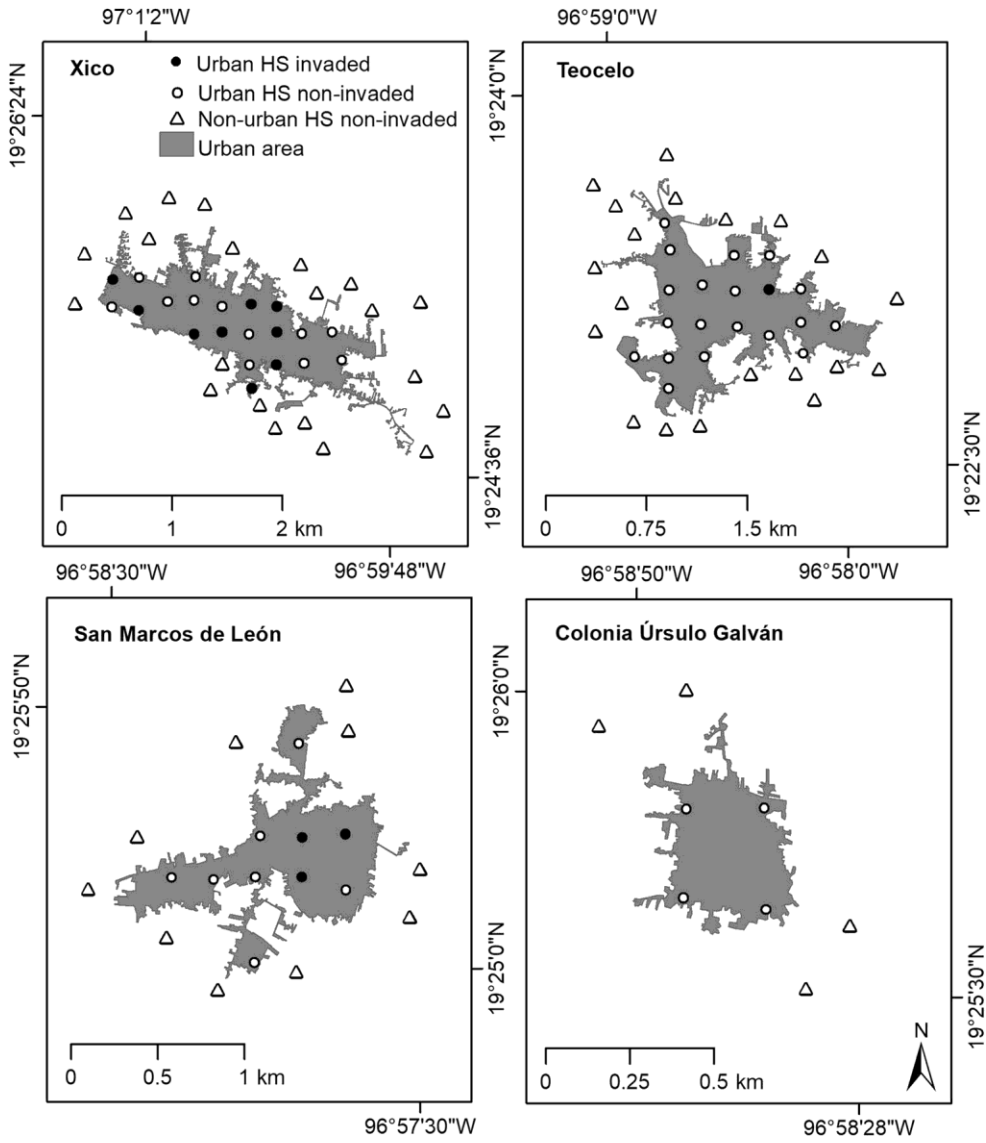 97°1'2"W
96°59'0"W
Xico
Urban HS invaded
Urban HS non-invaded
Non-urban HS non-invaded
Urban area
19°26'24"N
19°24'36"N
0
1
2 km
96°59'48"W
Teocelo
19°24'0"N
19°22'30"N
0
0.75
1.5 km
96°58'0"W
96°58'30"W
San Marcos de León
19°25'50"N
19°25'0"N
0
0.5
1 km
96°57'30"W
96°58'50"W
Colonia Úrsulo Galván
19°26'0"N
19°25'30"N
0
0.25
0.5 km
N
96°58'28"W